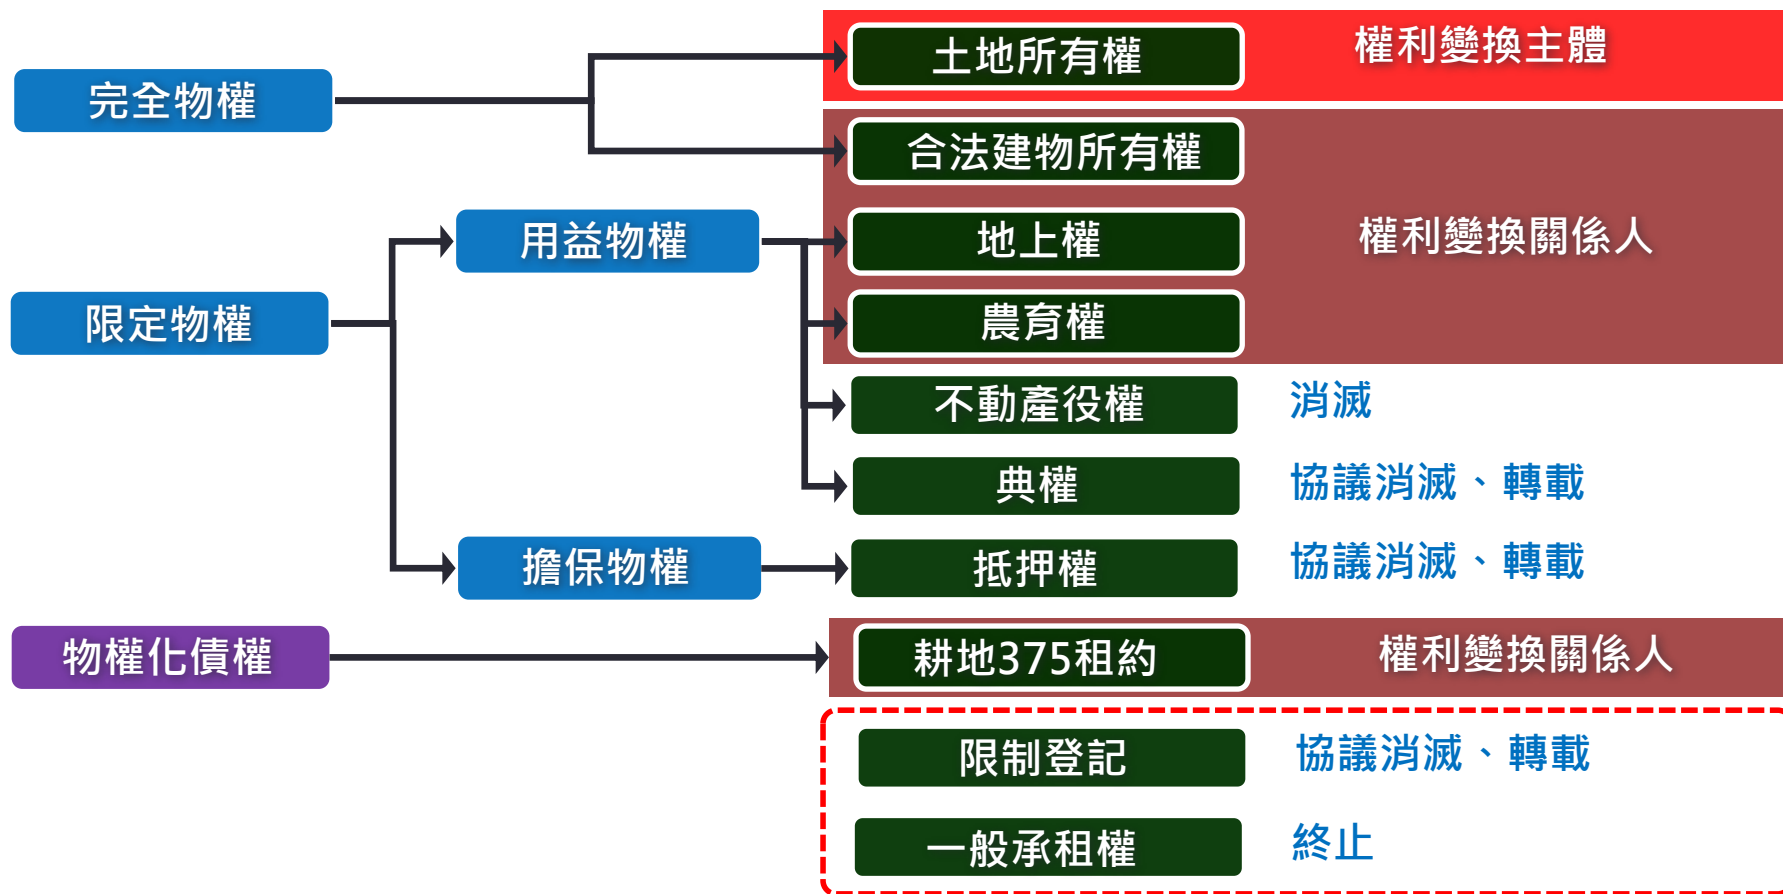 土地所有權
權利變換主體
完全物權
合法建物所有權
用益物權
地上權
權利變換關係人
限定物權
農育權
不動產役權
消滅
典權
協議消滅、轉載
擔保物權
抵押權
協議消滅、轉載
物權化債權
耕地375租約
權利變換關係人
限制登記
協議消滅、轉載
一般承租權
終止